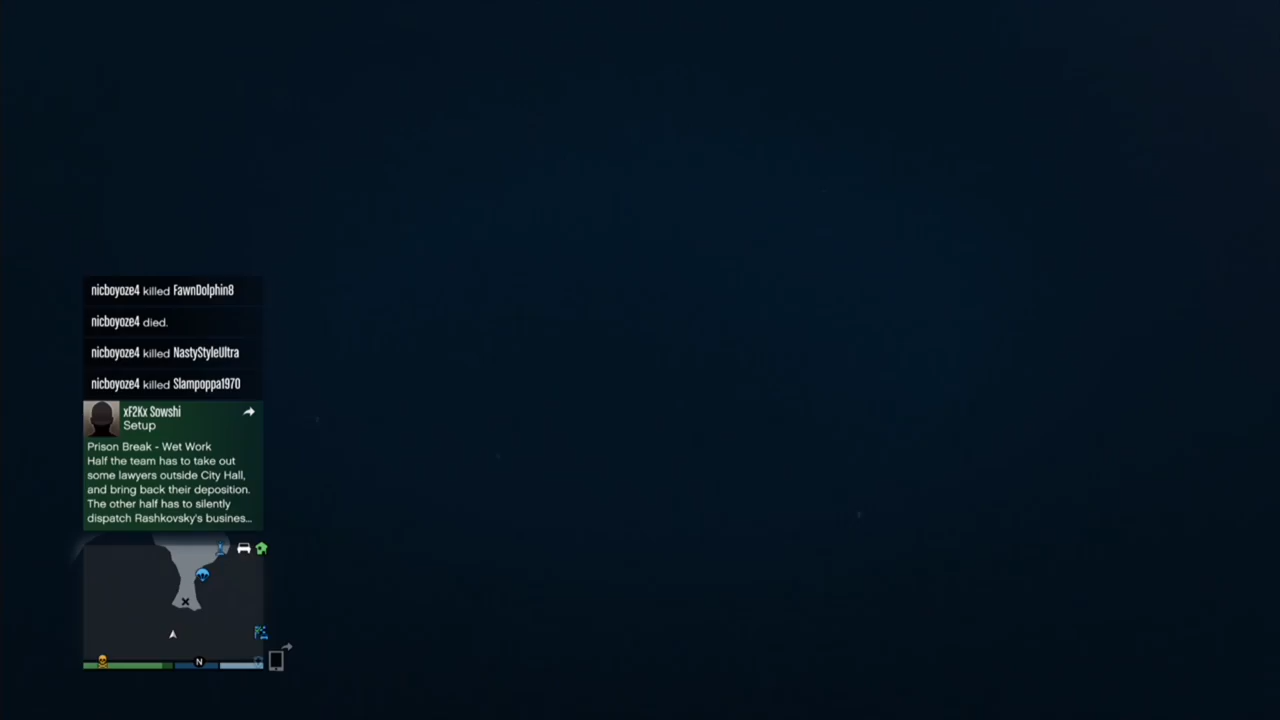 nicboyoze4 killed FawnDolphin8
nicboyoze4 died.
nicboyoze4 killed NastyStyleUltra
nicboyoze4 killed Slampoppa1970
xF2Kx Sowshi
Setup
Prison Break - Wet Work
Half the team has to take out
some lawyers outside City Hall,
and bring back their deposition.
The other half has to silently
dispatch Rashkovsky's busines...
N